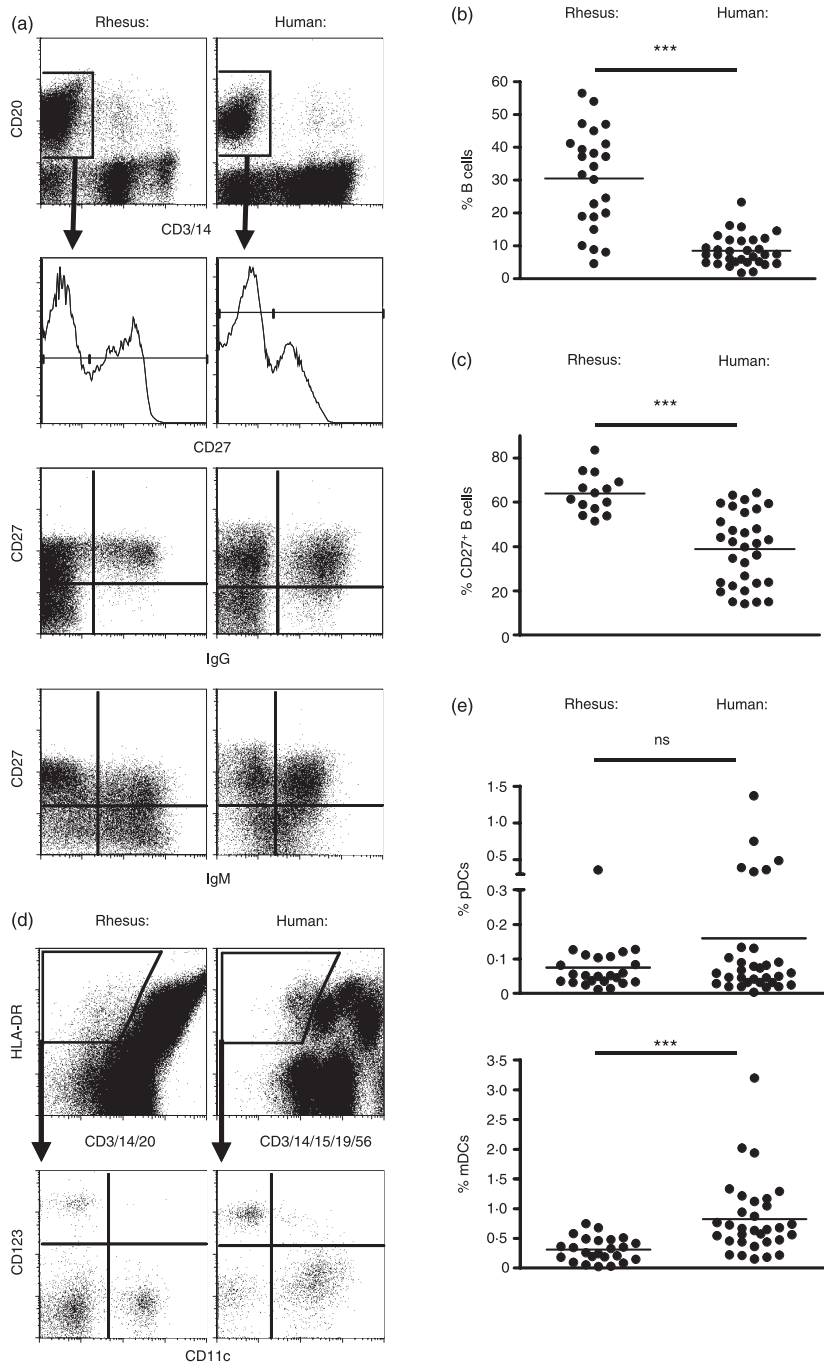 (a)
Rhesus:
Human:
CD20
CD3/14
CD27
CD27
IgG
CD27
IgM
(b)
Rhesus:
Human:
***
60
50
40
30
20
10
0
% B cells
(c)
Rhesus:
Human:
***
80
60
40
20
0
% CD27⁺ B cells
(d)
Rhesus:
Human:
HLA-DR
CD3/14/20
CD3/14/15/19/56
CD123
CD11c
(e)
Rhesus:
Human:
ns
1·5
1·0
0·5
0·3
0·2
0·1
0
% pDCs
***
3·5
3·0
2·5
2·0
1·5
1·0
0·5
0
% mDCs